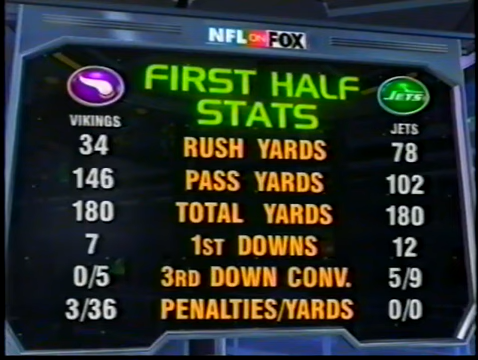 NFL ON FOX
FIRST HALF
STATS
VIKINGS
JETS
JETS
34 RUSH YARDS 78
146 PASS YARDS 102
180 TOTAL YARDS 180
7 1ST DOWNS 12
0/5 3RD DOWN CONV. 5/9
3/36 PENALTIES/YARDS 0/0